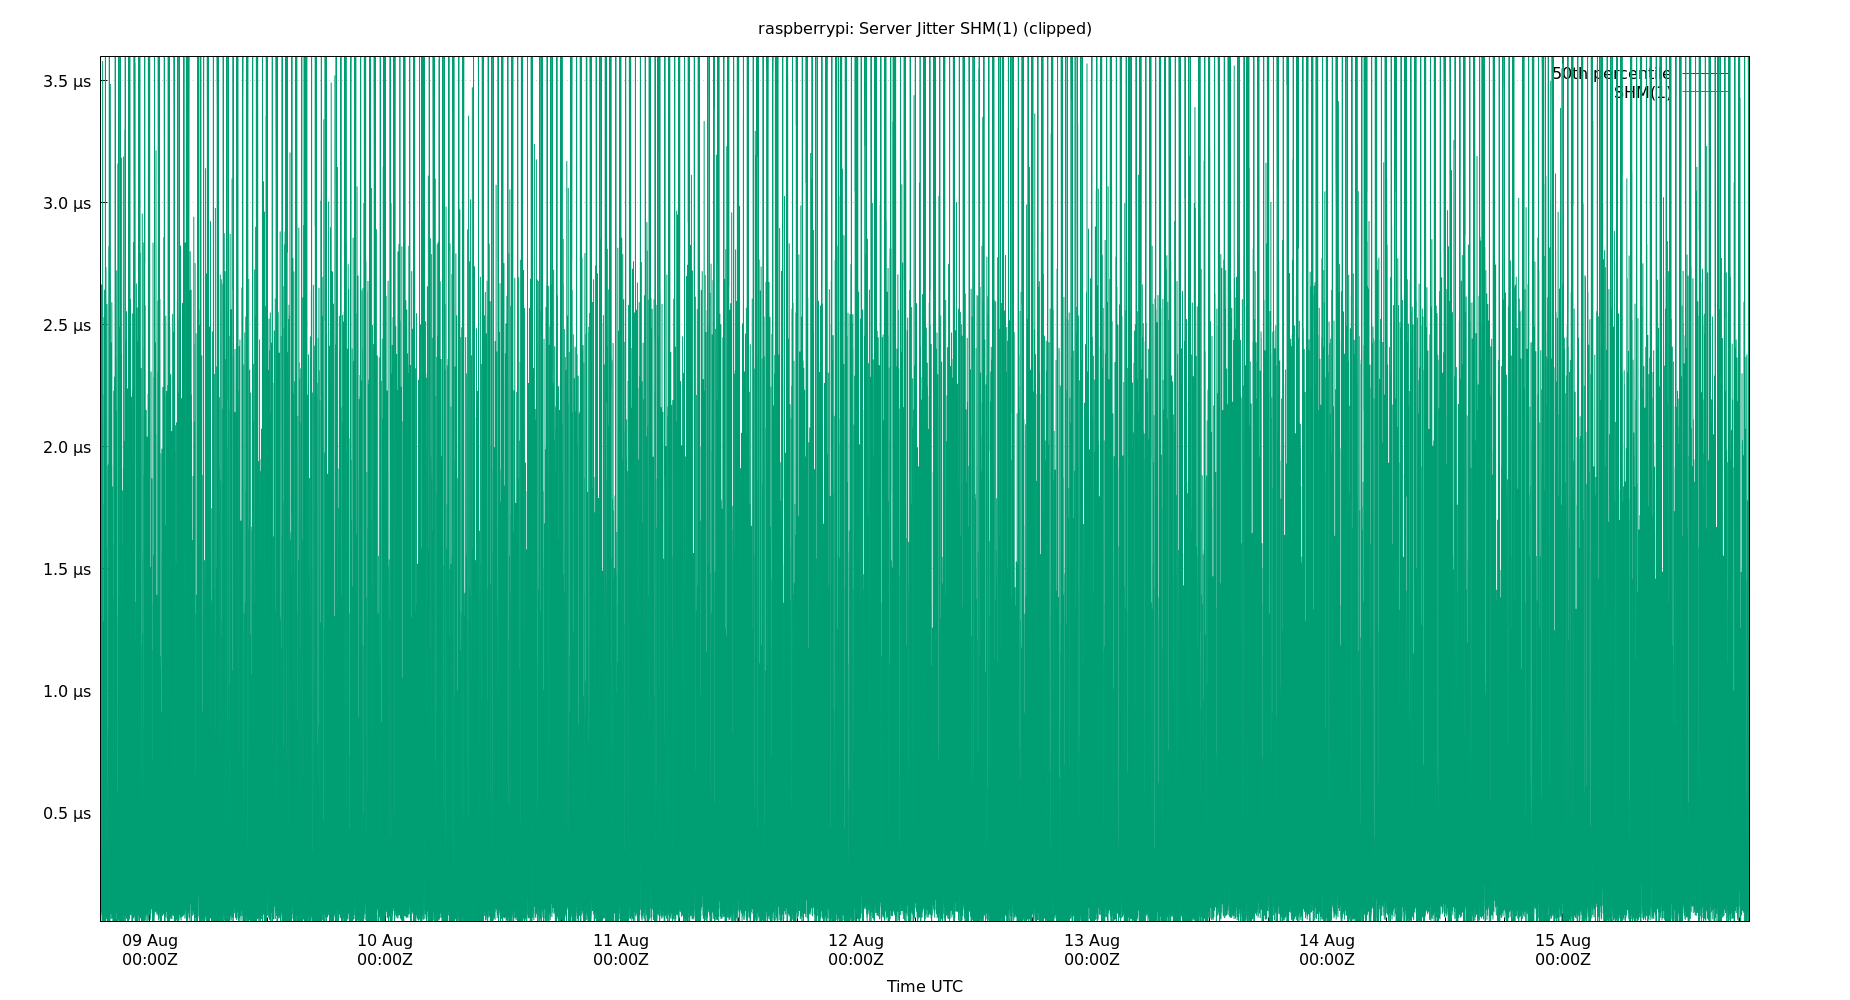 raspberrypi: Server Jitter SHM(1) (clipped)
50th percentile
SHM(1)
3.5 µs
3.0 µs
2.5 µs
2.0 µs
1.5 µs
1.0 µs
0.5 µs
09 Aug 10 Aug 11 Aug 12 Aug 13 Aug 14 Aug 15 Aug
00:00Z 00:00Z 00:00Z 00:00Z 00:00Z 00:00Z 00:00Z
Time UTC